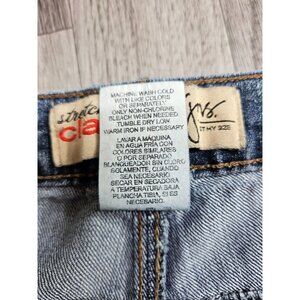 stretch
cla
MACHINE WASH COLD
WITH LIKE COLORS
OR SEPARATELY
ONLY NON-CHLORINE
BLEACH WHEN NEEDED
TUMBLE DRY LOW
WARM IRON IF NECESSARY
LAVAR A MÁQUINA
EN AGUA FRÍA CON
COLORES SIMILARES
O POR SEPARADO
BLANQUEADOR SIN CLORO
SOLAMENTE, CUANDO
SEA NECESARIO
SECAR EN SECADORA
A TEMPERATURA BAJA
PLANCHA TIBIA, SI ES
NECESARIO
MY SIZE